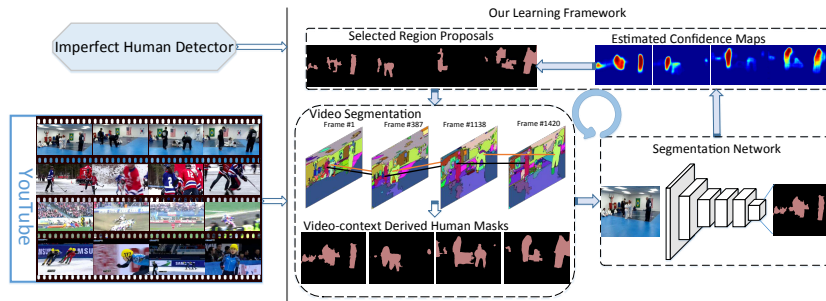 Our Learning Framework
Imperfect Human Detector
Selected Region Proposals
Estimated Confidence Maps
Video Segmentation
Frame #1
Frame #387
Frame #1138
Frame #1420
Segmentation Network
YouTube
Video-context Derived Human Masks